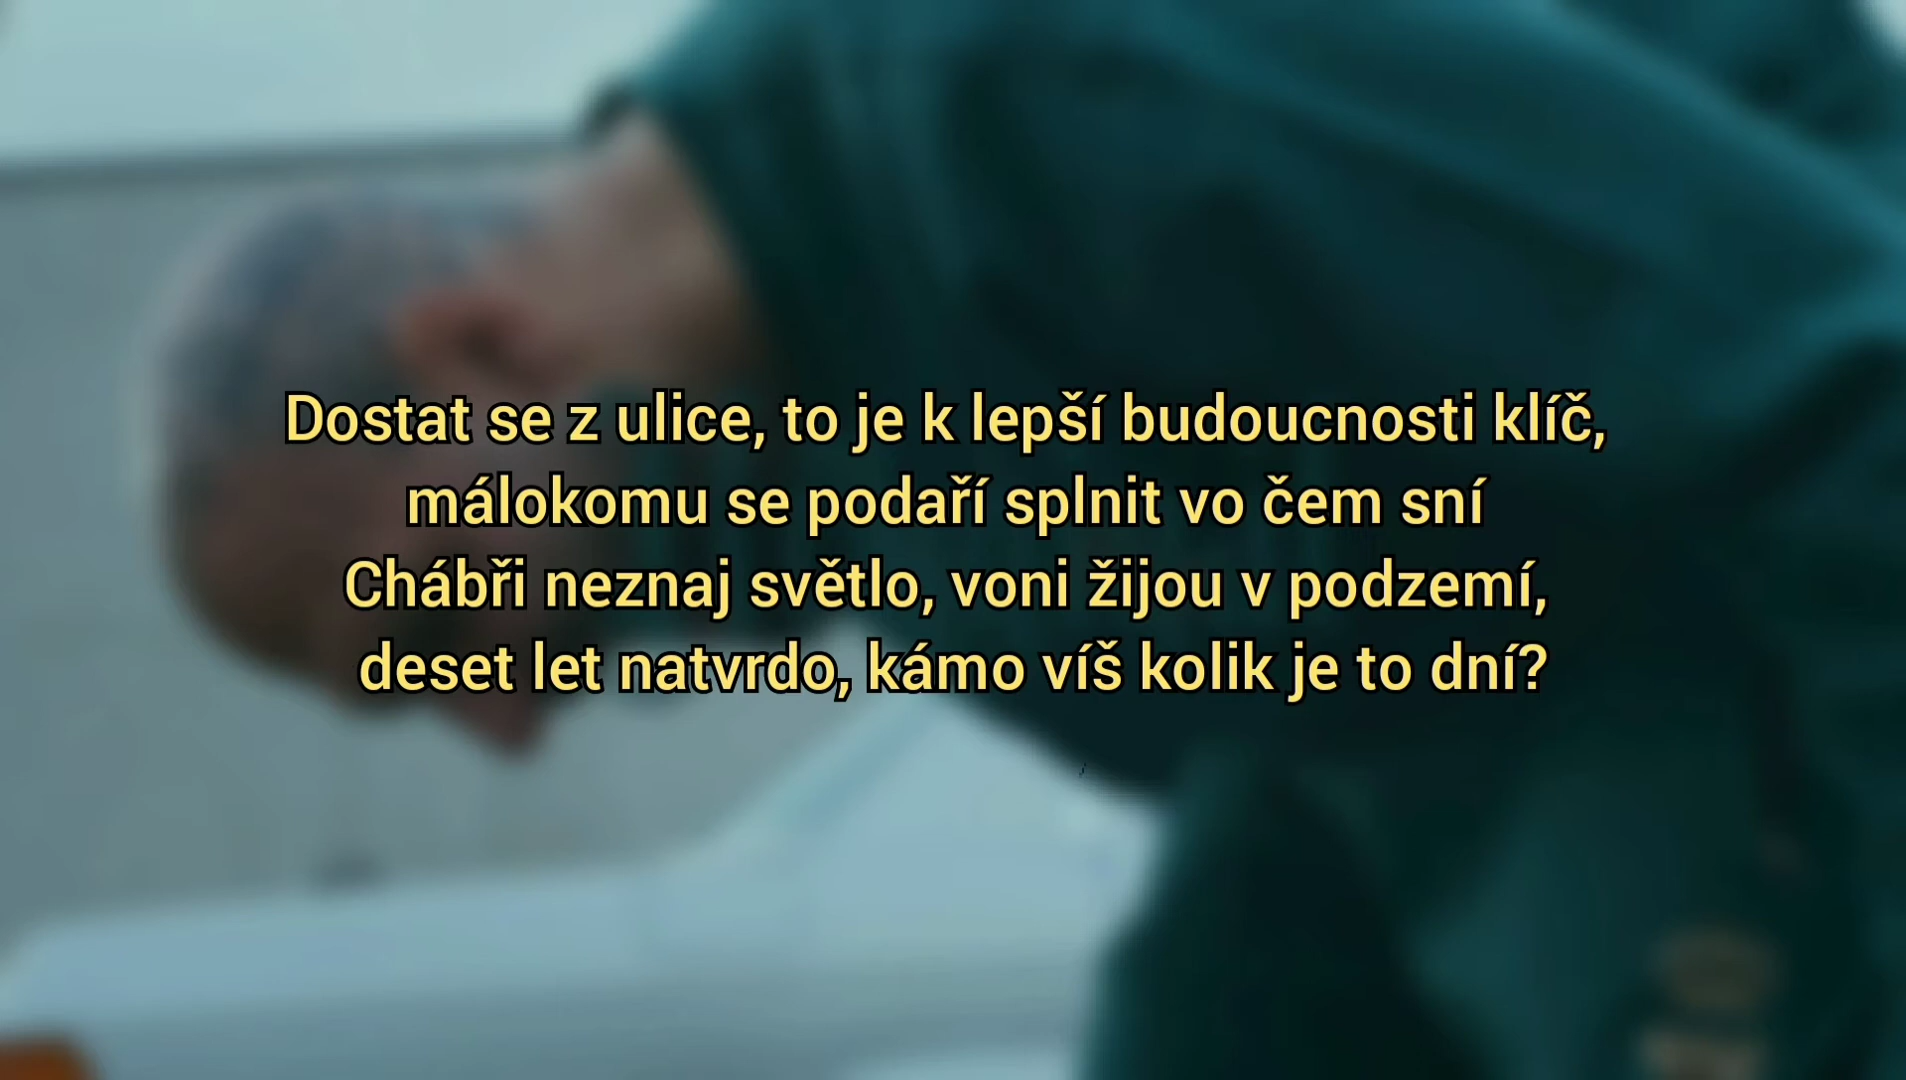 Dostat se z ulice, to je k lepší budoucnosti klíč,
málokomu se podaří splnit vo čem sní
Chábři neznaj světlo, voni žijou v podzemí,
deset let natvrdo, kámo víš kolik je to dní?